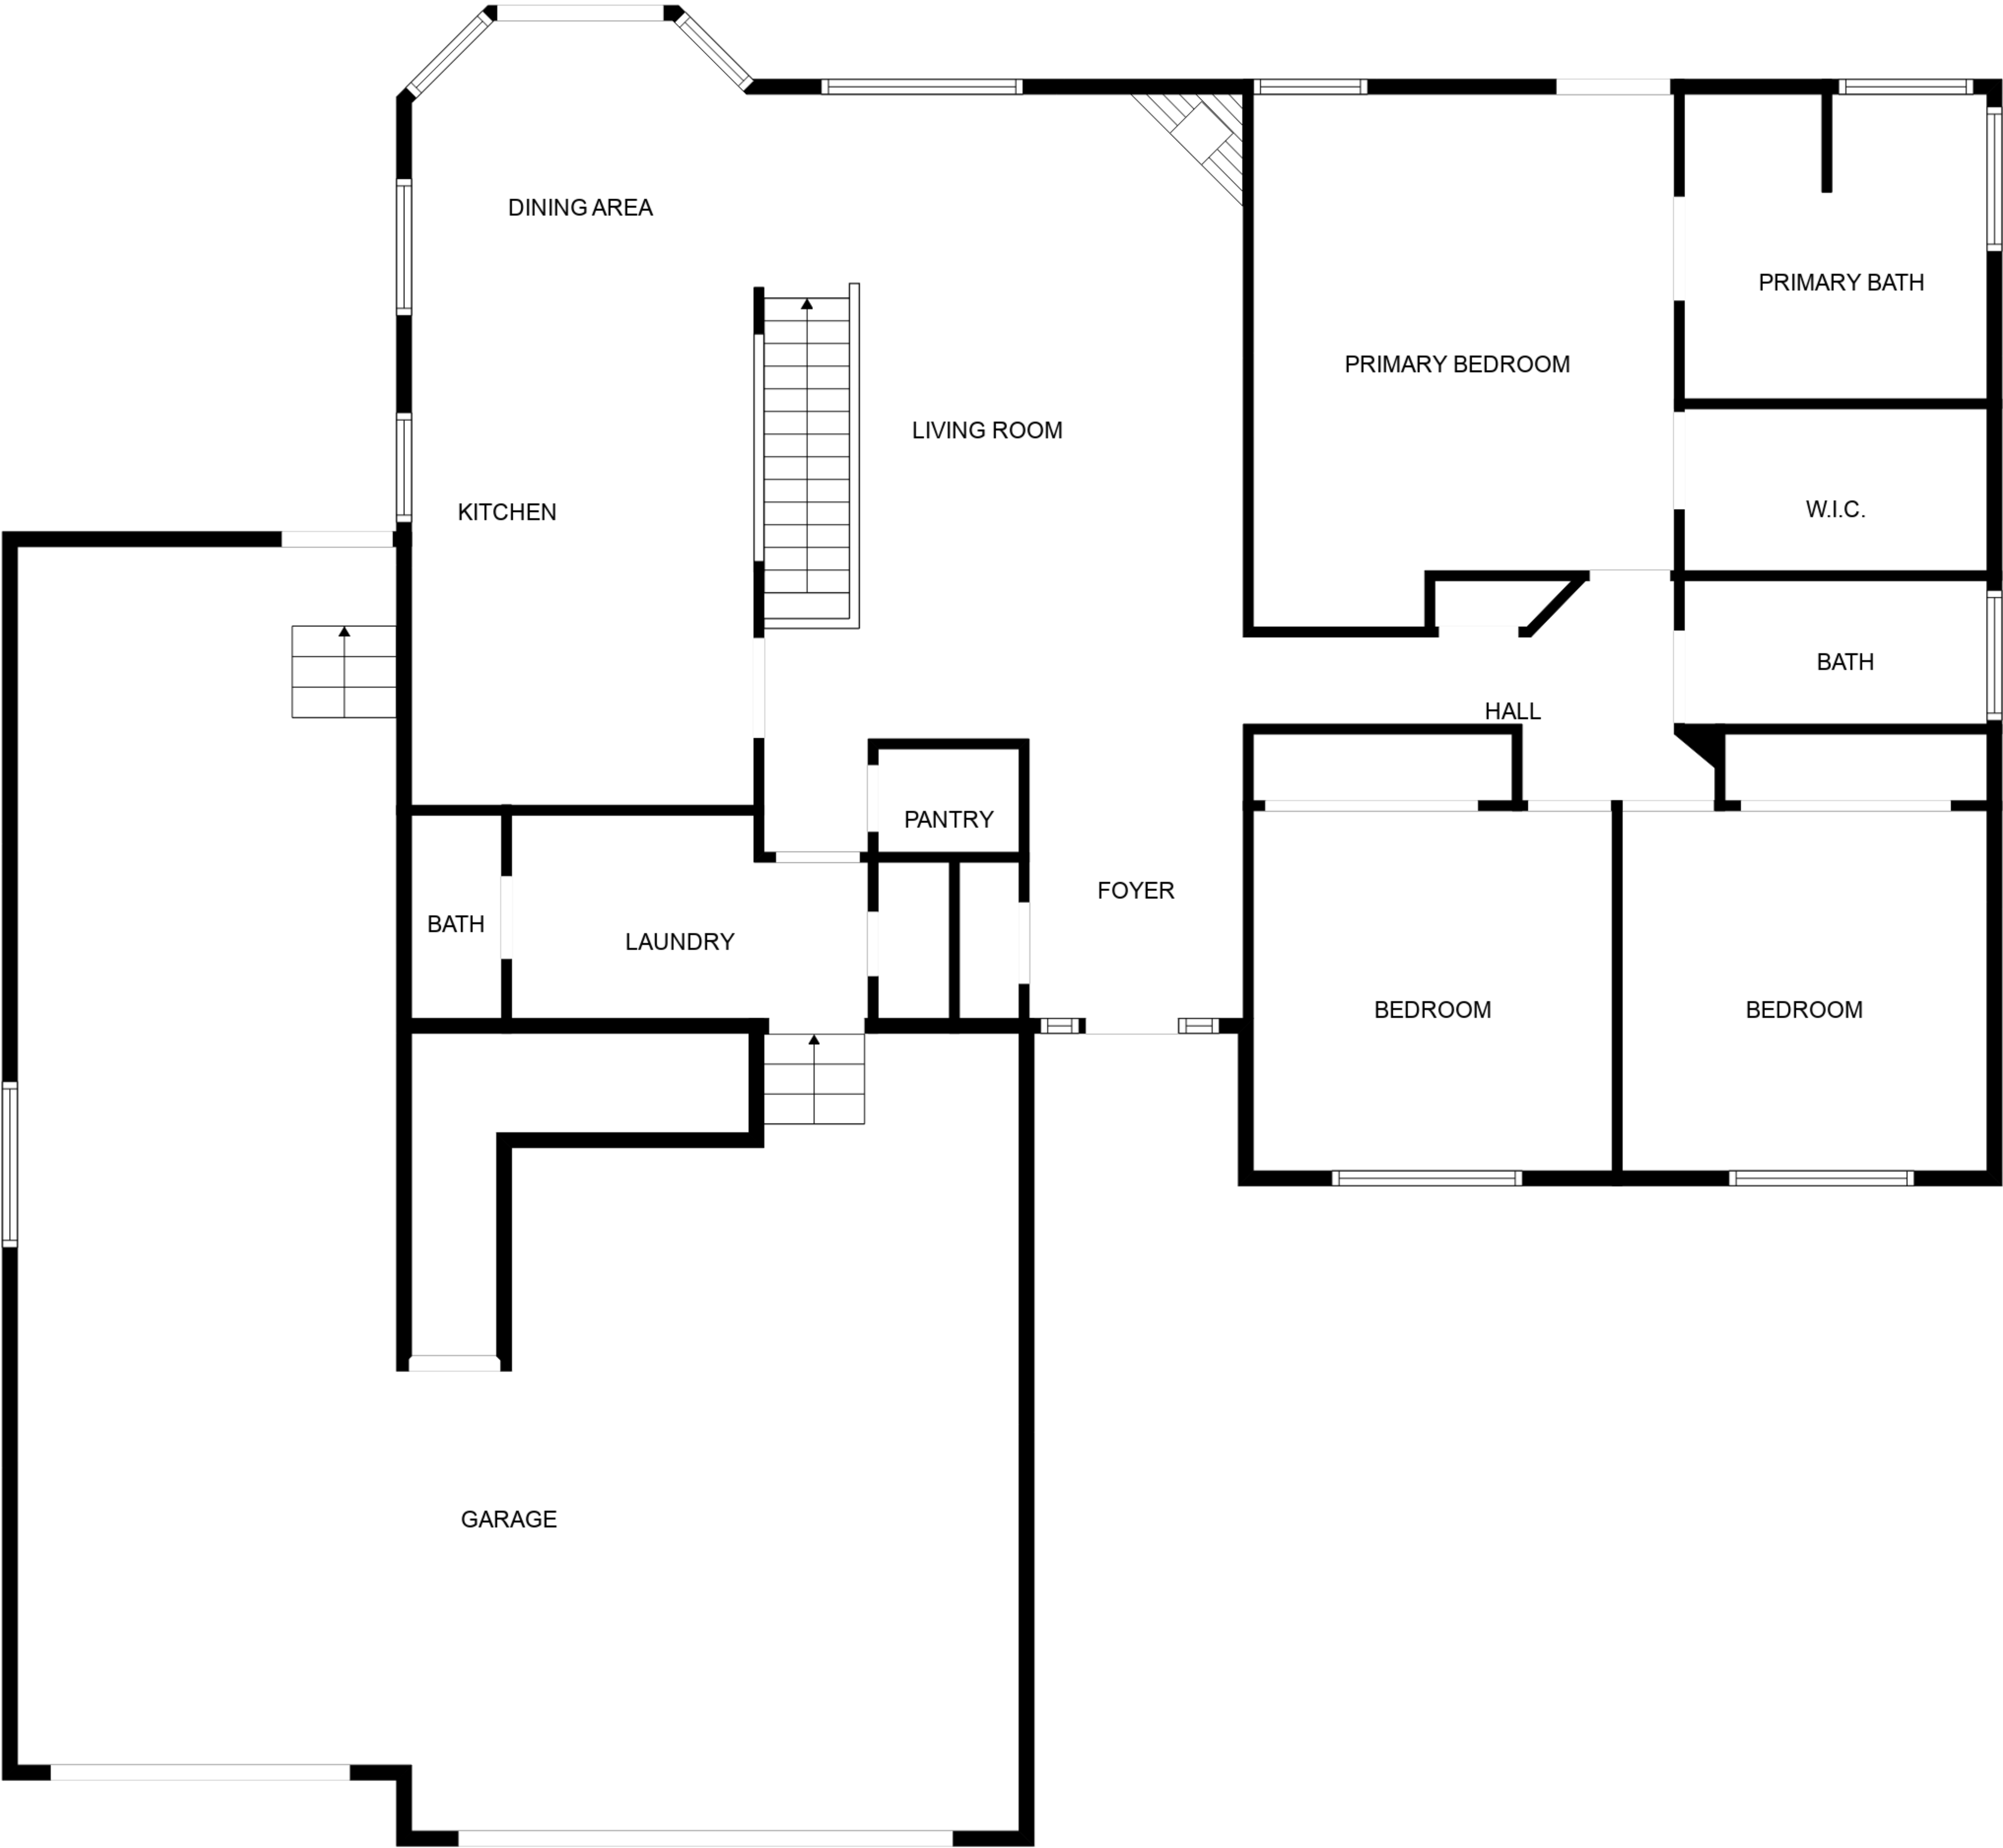 DINING AREA
PRIMARY BATH
PRIMARY BEDROOM
LIVING ROOM
W.I.C.
KITCHEN
BATH
HALL
PANTRY
FOYER
BATH
LAUNDRY
BEDROOM
BEDROOM
GARAGE